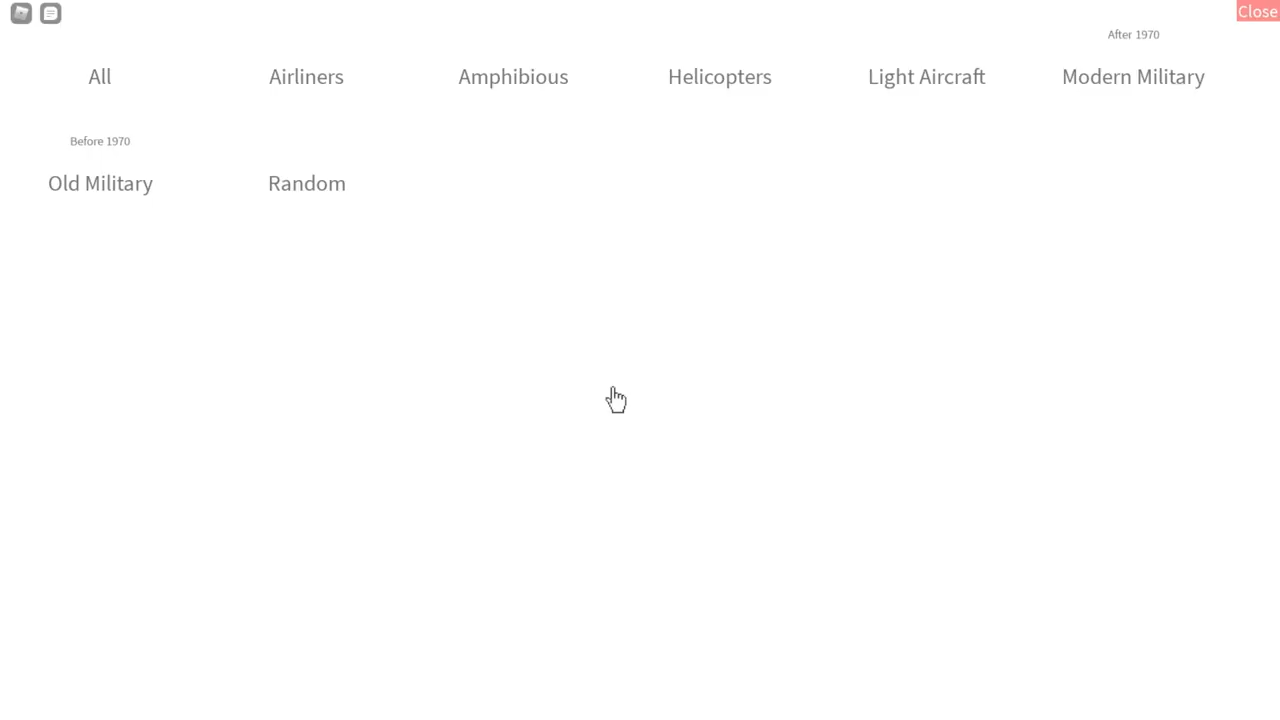 Close
After 1970
All Airliners Amphibious Helicopters Light Aircraft Modern Military
Before 1970
Old Military Random